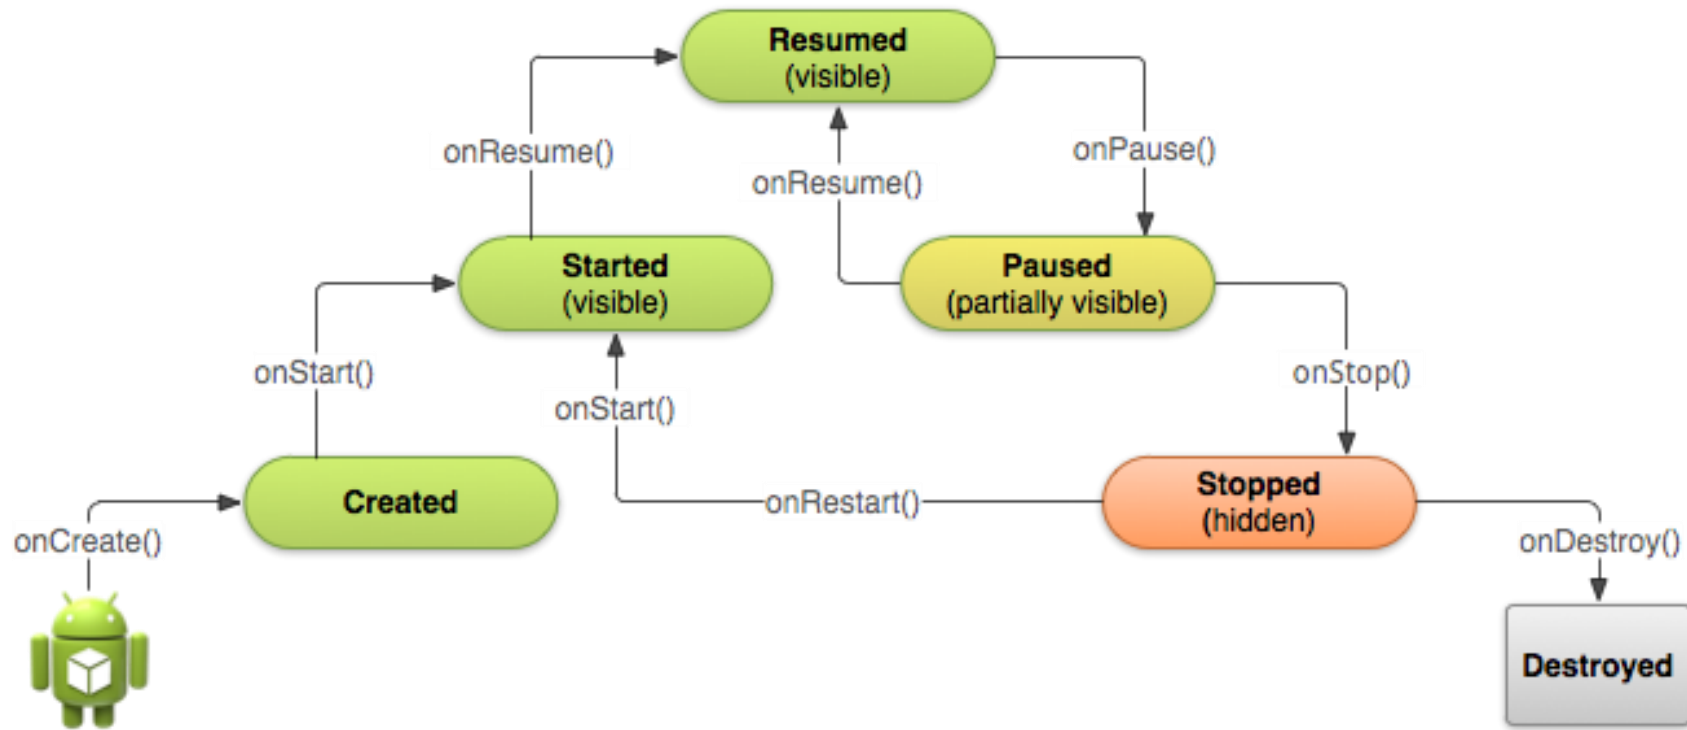 Resumed
(visible)
onResume()
onPause()
onResume()
Started
(visible)
Paused
(partially visible)
onStart()
onStart()
onStop()
Created
onRestart()
Stopped
(hidden)
onCreate()
onDestroy()
Destroyed